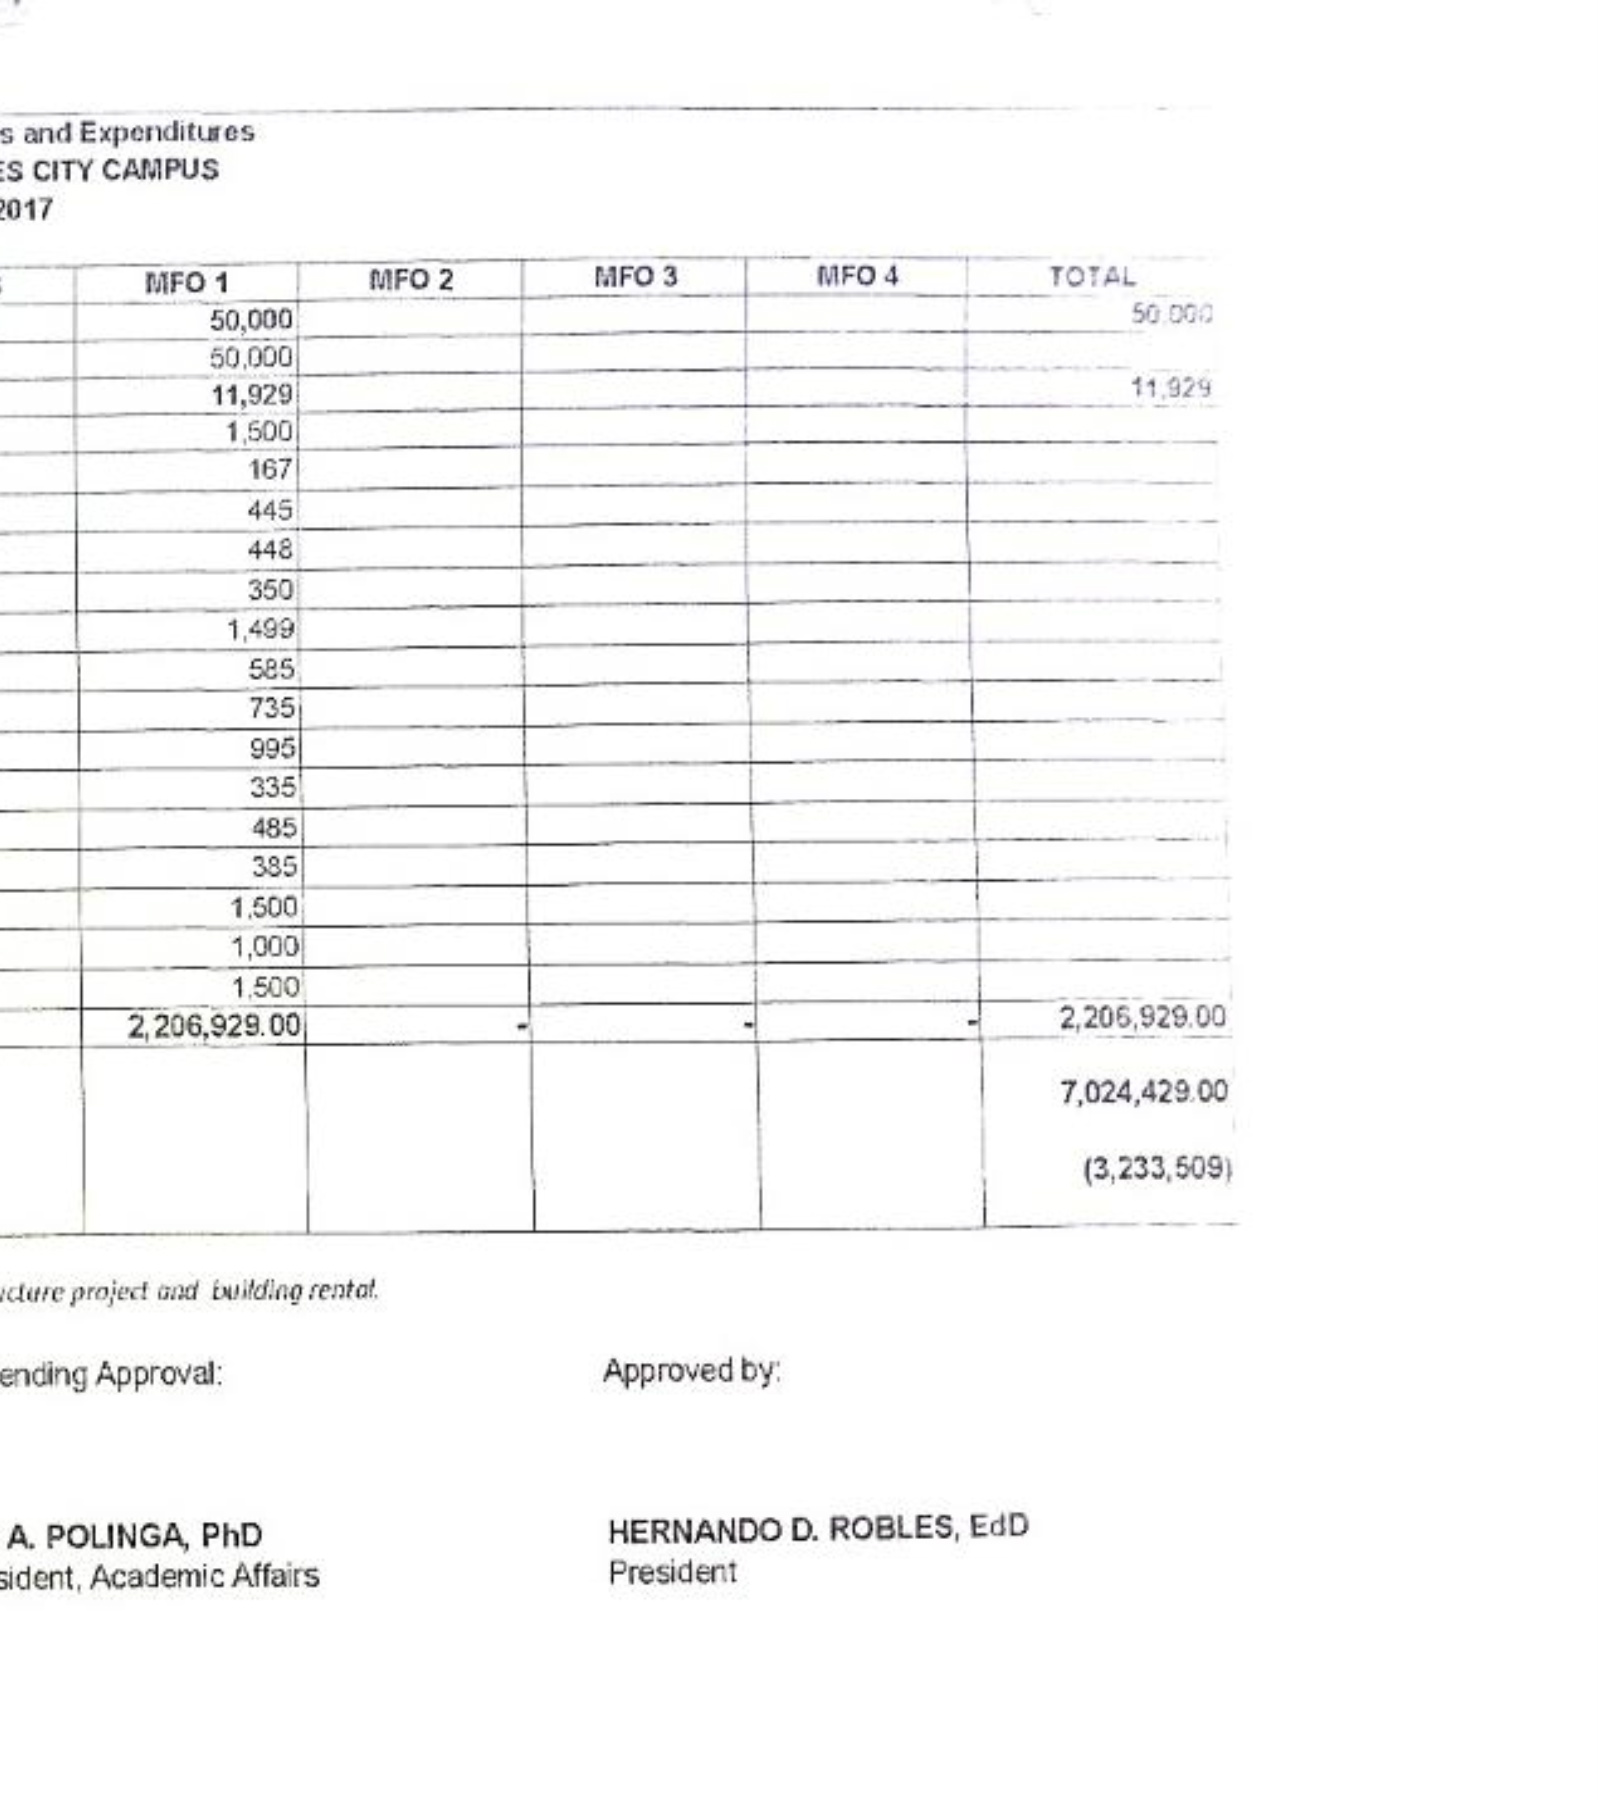 s and Expenditures
ES CITY CAMPUS
2017
MFO 1 MFO 2 MFO 3 MFO 4 TOTAL
50,000 50,000
50,000
11,929 11,929
1,500
167
445
448
350
1,499
585
735
995
335
485
385
1,500
1,000
1,500
2,206,929.00 - - - 2,206,929.00
7,024,429.00
(3,233,509)
ucture project and building rental.
ending Approval: Approved by:
A. POLINGA, PhD HERNANDO D. ROBLES, EdD
sident, Academic Affairs President